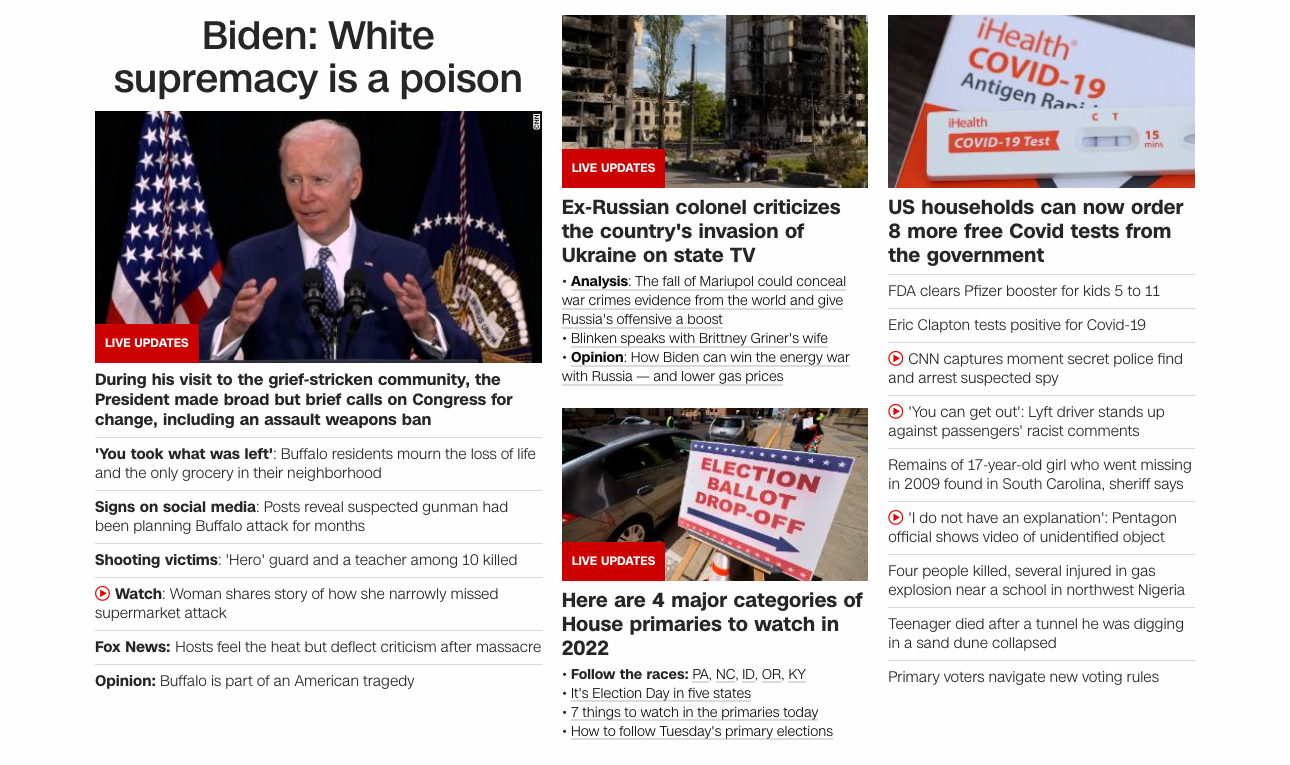 Biden: White
supremacy is a poison
CNN
LIVE UPDATES
During his visit to the grief-stricken community, the
President made broad but brief calls on Congress for
change, including an assault weapons ban
'You took what was left': Buffalo residents mourn the loss of life
and the only grocery in their neighborhood
Signs on social media: Posts reveal suspected gunman had
been planning Buffalo attack for months
Shooting victims: 'Hero' guard and a teacher among 10 killed
Watch: Woman shares story of how she narrowly missed
supermarket attack
Fox News: Hosts feel the heat but deflect criticism after massacre
Opinion: Buffalo is part of an American tragedy
LIVE UPDATES
Ex-Russian colonel criticizes
the country's invasion of
Ukraine on state TV
• Analysis: The fall of Mariupol could conceal
war crimes evidence from the world and give
Russia's offensive a boost
• Blinken speaks with Brittney Griner's wife
• Opinion: How Biden can win the energy war
with Russia — and lower gas prices
ELECTION
BALLOT
DROP-OFF
LIVE UPDATES
Here are 4 major categories of
House primaries to watch in
2022
• Follow the races: PA, NC, ID, OR, KY
• It's Election Day in five states
• 7 things to watch in the primaries today
• How to follow Tuesday's primary elections
iHealth®
COVID-19
Antigen Rapi
iHealth
C T
COVID-19 Test
15
mins
US households can now order
8 more free Covid tests from
the government
FDA clears Pfizer booster for kids 5 to 11
Eric Clapton tests positive for Covid-19
CNN captures moment secret police find
and arrest suspected spy
'You can get out': Lyft driver stands up
against passengers' racist comments
Remains of 17-year-old girl who went missing
in 2009 found in South Carolina, sheriff says
'I do not have an explanation': Pentagon
official shows video of unidentified object
Four people killed, several injured in gas
explosion near a school in northwest Nigeria
Teenager died after a tunnel he was digging
in a sand dune collapsed
Primary voters navigate new voting rules